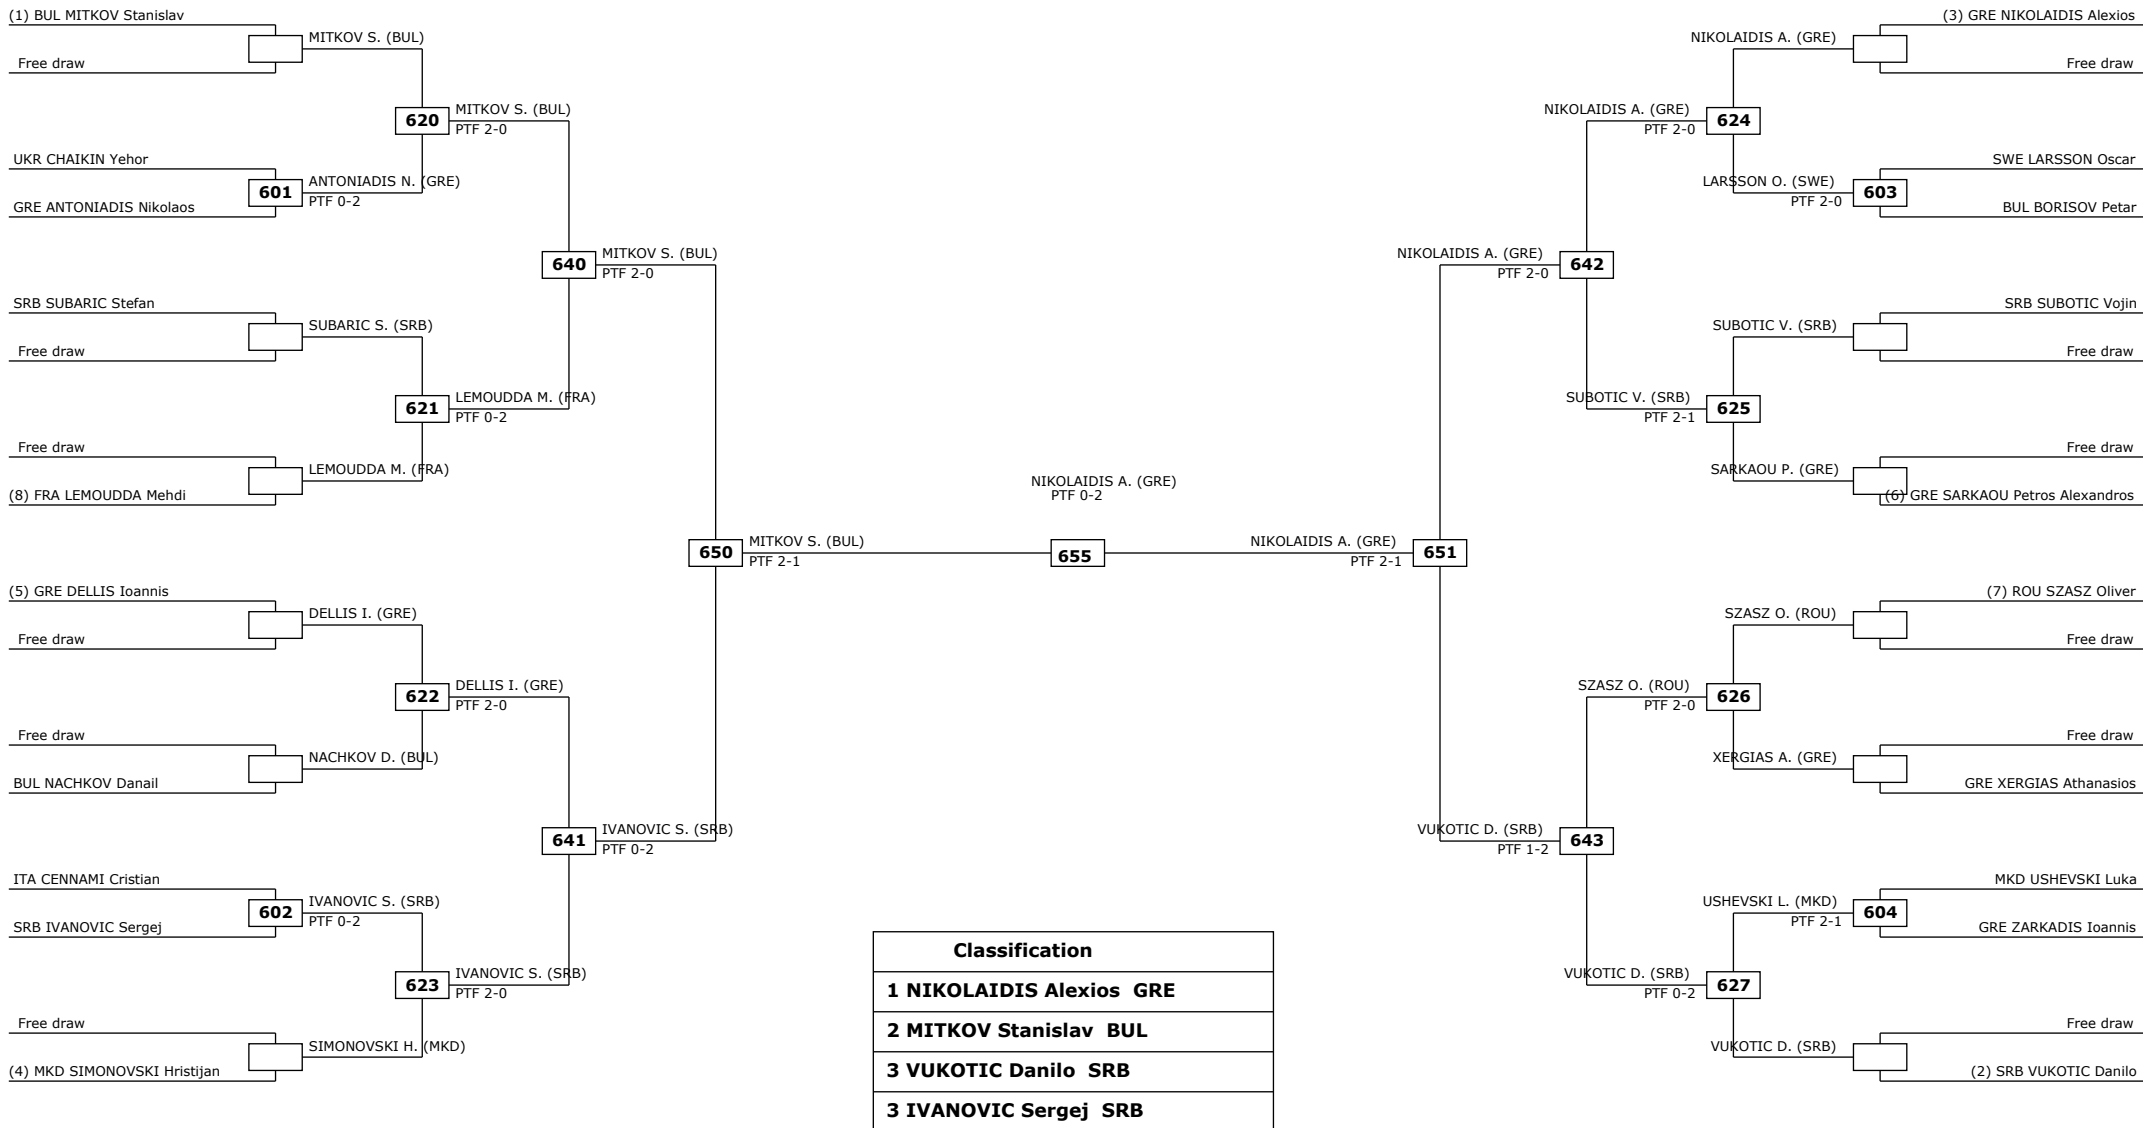 (1) BUL MITKOV Stanislav
MITKOV S. (BUL)
Free draw
620
MITKOV S. (BUL)
PTF 2-0
UKR CHAIKIN Yehor
601
ANTONIADIS N. (GRE)
PTF 0-2
GRE ANTONIADIS Nikolaos
640
MITKOV S. (BUL)
PTF 2-0
SRB SUBARIC Stefan
SUBARIC S. (SRB)
Free draw
621
LEMOUDDA M. (FRA)
PTF 0-2
Free draw
LEMOUDDA M. (FRA)
(8) FRA LEMOUDDA Mehdi
650
MITKOV S. (BUL)
PTF 2-1
(5) GRE DELLIS Ioannis
DELLIS I. (GRE)
Free draw
622
DELLIS I. (GRE)
PTF 2-0
Free draw
NACHKOV D. (BUL)
BUL NACHKOV Danail
641
IVANOVIC S. (SRB)
PTF 0-2
ITA CENNAMI Cristian
602
IVANOVIC S. (SRB)
PTF 0-2
SRB IVANOVIC Sergej
623
IVANOVIC S. (SRB)
PTF 2-0
Free draw
SIMONOVSKI H. (MKD)
(4) MKD SIMONOVSKI Hristijan
NIKOLAIDIS A. (GRE)
PTF 0-2
655
(3) GRE NIKOLAIDIS Alexios
NIKOLAIDIS A. (GRE)
Free draw
NIKOLAIDIS A. (GRE)
PTF 2-0
624
SWE LARSSON Oscar
LARSSON O. (SWE)
PTF 2-0
603
BUL BORISOV Petar
NIKOLAIDIS A. (GRE)
PTF 2-0
642
SRB SUBOTIC Vojin
SUBOTIC V. (SRB)
Free draw
SUBOTIC V. (SRB)
PTF 2-1
625
Free draw
SARKAOU P. (GRE)
(6) GRE SARKAOU Petros Alexandros
NIKOLAIDIS A. (GRE)
PTF 2-1
651
(7) ROU SZASZ Oliver
SZASZ O. (ROU)
Free draw
SZASZ O. (ROU)
PTF 2-0
626
Free draw
XERGIAS A. (GRE)
GRE XERGIAS Athanasios
VUKOTIC D. (SRB)
PTF 1-2
643
MKD USHEVSKI Luka
USHEVSKI L. (MKD)
PTF 2-1
604
GRE ZARKADIS Ioannis
VUKOTIC D. (SRB)
PTF 0-2
627
Free draw
VUKOTIC D. (SRB)
(2) SRB VUKOTIC Danilo
Classification
1 NIKOLAIDIS Alexios GRE
2 MITKOV Stanislav BUL
3 VUKOTIC Danilo SRB
3 IVANOVIC Sergej SRB